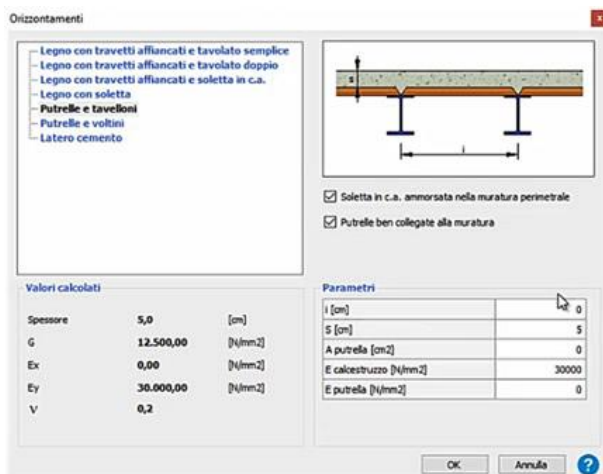 Orizzontamenti
x
Legno con travetti affiancati e tavolato semplice
Legno con travetti affiancati e tavolato doppio
Legno con travetti affiancati e soletta in c.a.
Legno con soletta
Putrelle e tavelloni
Putrelle e voltini
Latero cemento
s
i
Soletta in c.a. ammorsata nella muratura perimetrale
Putrelle ben collegate alla muratura
Valori calcolati
Spessore 5,0 [cm]
G 12.500,00 [N/mm2]
Ex 0,00 [N/mm2]
Ey 30.000,00 [N/mm2]
ν 0,2
Parametri
i [cm] 0
S [cm] 5
A putrella [cm2] 0
E calcestruzzo [N/mm2] 30000
E putrella [N/mm2] 0
OK Annulla ?